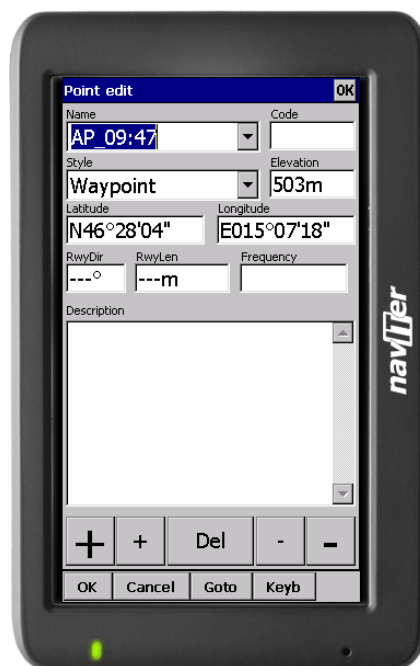 Point edit OK
Name Code
AP_09:47
Style Elevation
Waypoint 503m
Latitude Longitude
N46°28'04" E015°07'18"
RwyDir RwyLen Frequency
---° ---m
Description
+ + Del - -
OK Cancel Goto Keyb
naviter